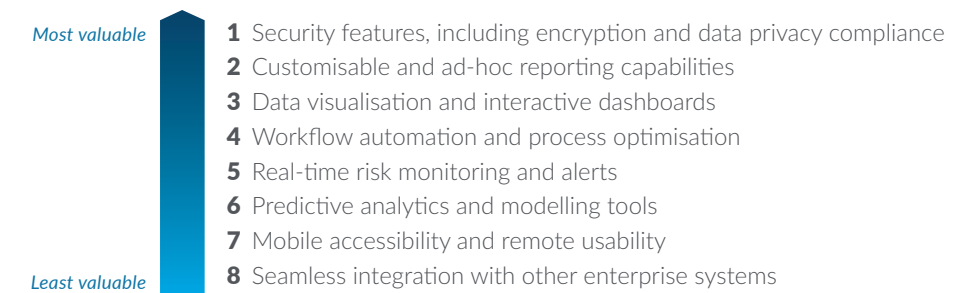 Most valuable
1 Security features, including encryption and data privacy compliance
2 Customisable and ad-hoc reporting capabilities
3 Data visualisation and interactive dashboards
4 Workflow automation and process optimisation
5 Real-time risk monitoring and alerts
6 Predictive analytics and modelling tools
7 Mobile accessibility and remote usability
8 Seamless integration with other enterprise systems
Least valuable